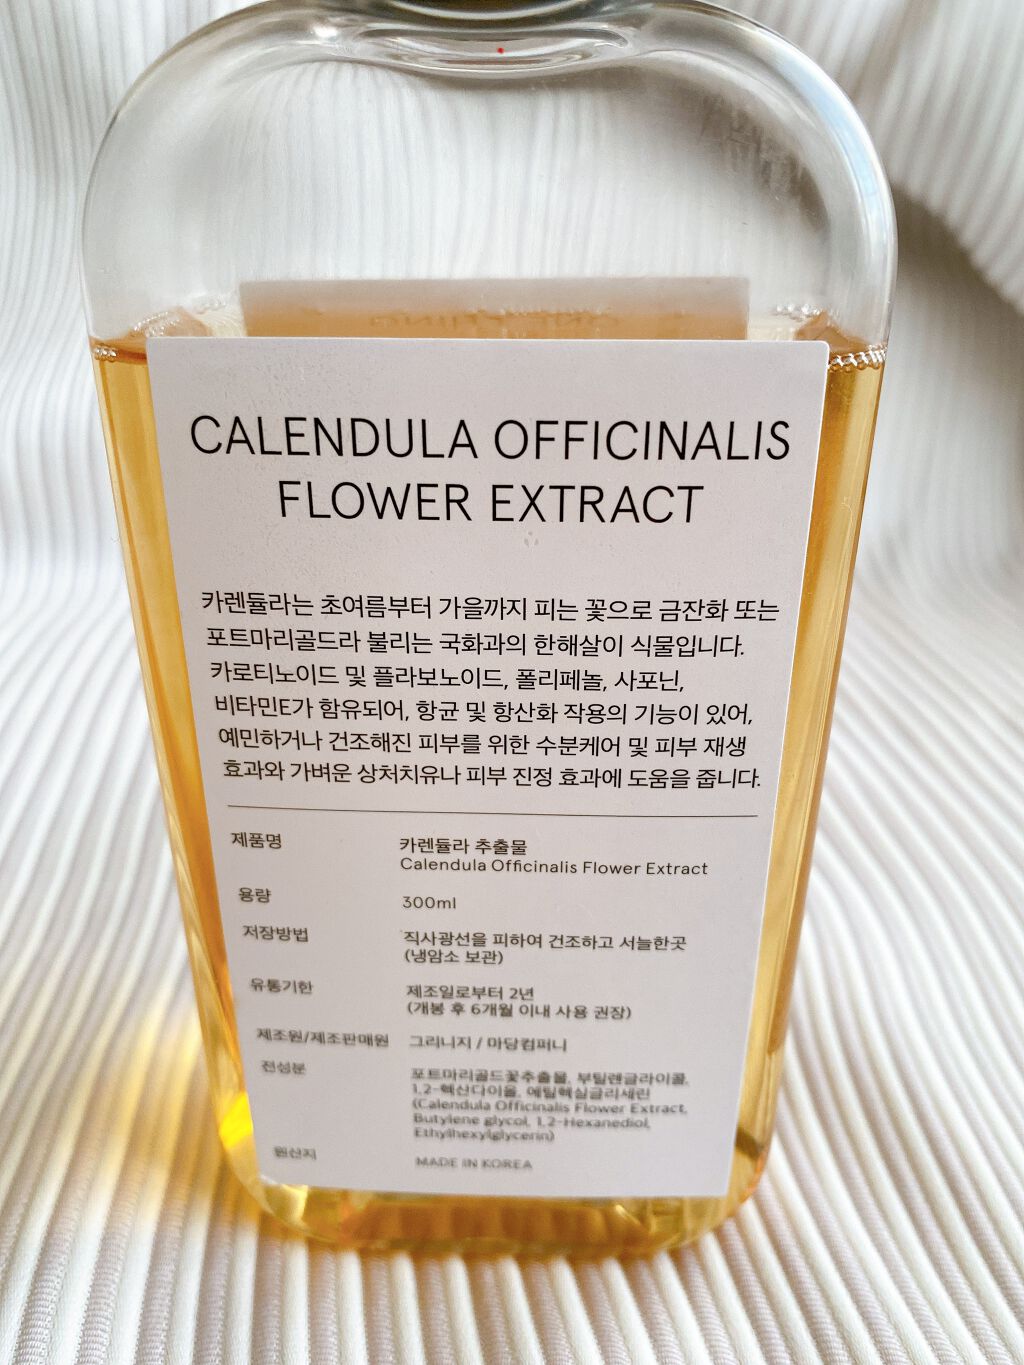 CALENDULA OFFICINALIS
FLOWER EXTRACT
카렌듈라는 초여름부터 가을까지 피는 꽃으로 금잔화 또는
포트마리골드라 불리는 국화과의 한해살이 식물입니다.
카로티노이드 및 플라보노이드, 폴리페놀, 사포닌,
비타민E가 함유되어, 항균 및 항산화 작용의 기능이 있어,
예민하거나 건조해진 피부를 위한 수분케어 및 피부 재생
효과와 가벼운 상처치유나 피부 진정 효과에 도움을 줍니다.
제품명 카렌듈라 추출물
Calendula Officinalis Flower Extract
용량 300ml
저장방법 직사광선을 피하여 건조하고 서늘한곳
(냉암소 보관)
유통기한 제조일로부터 2년
(개봉 후 6개월 이내 사용 권장)
제조원/제조판매원 그리니지 / 마당컴퍼니
전성분 포트마리골드꽃추출물, 부틸렌글라이콜,
1,2-헥산다이올, 에틸헥실글리세린
(Calendula Officinalis Flower Extract,
Butylene glycol, 1,2-Hexanediol,
Ethylhexylglycerin)
원산지 MADE IN KOREA